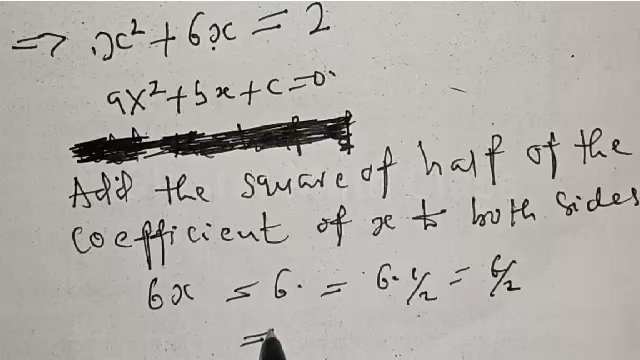 => x² + 6x = 2
ax² + bx + c = 0
Add the square of half of the
coefficient of x to both sides
6x = 6. = 6·1/2 = 6/2
=